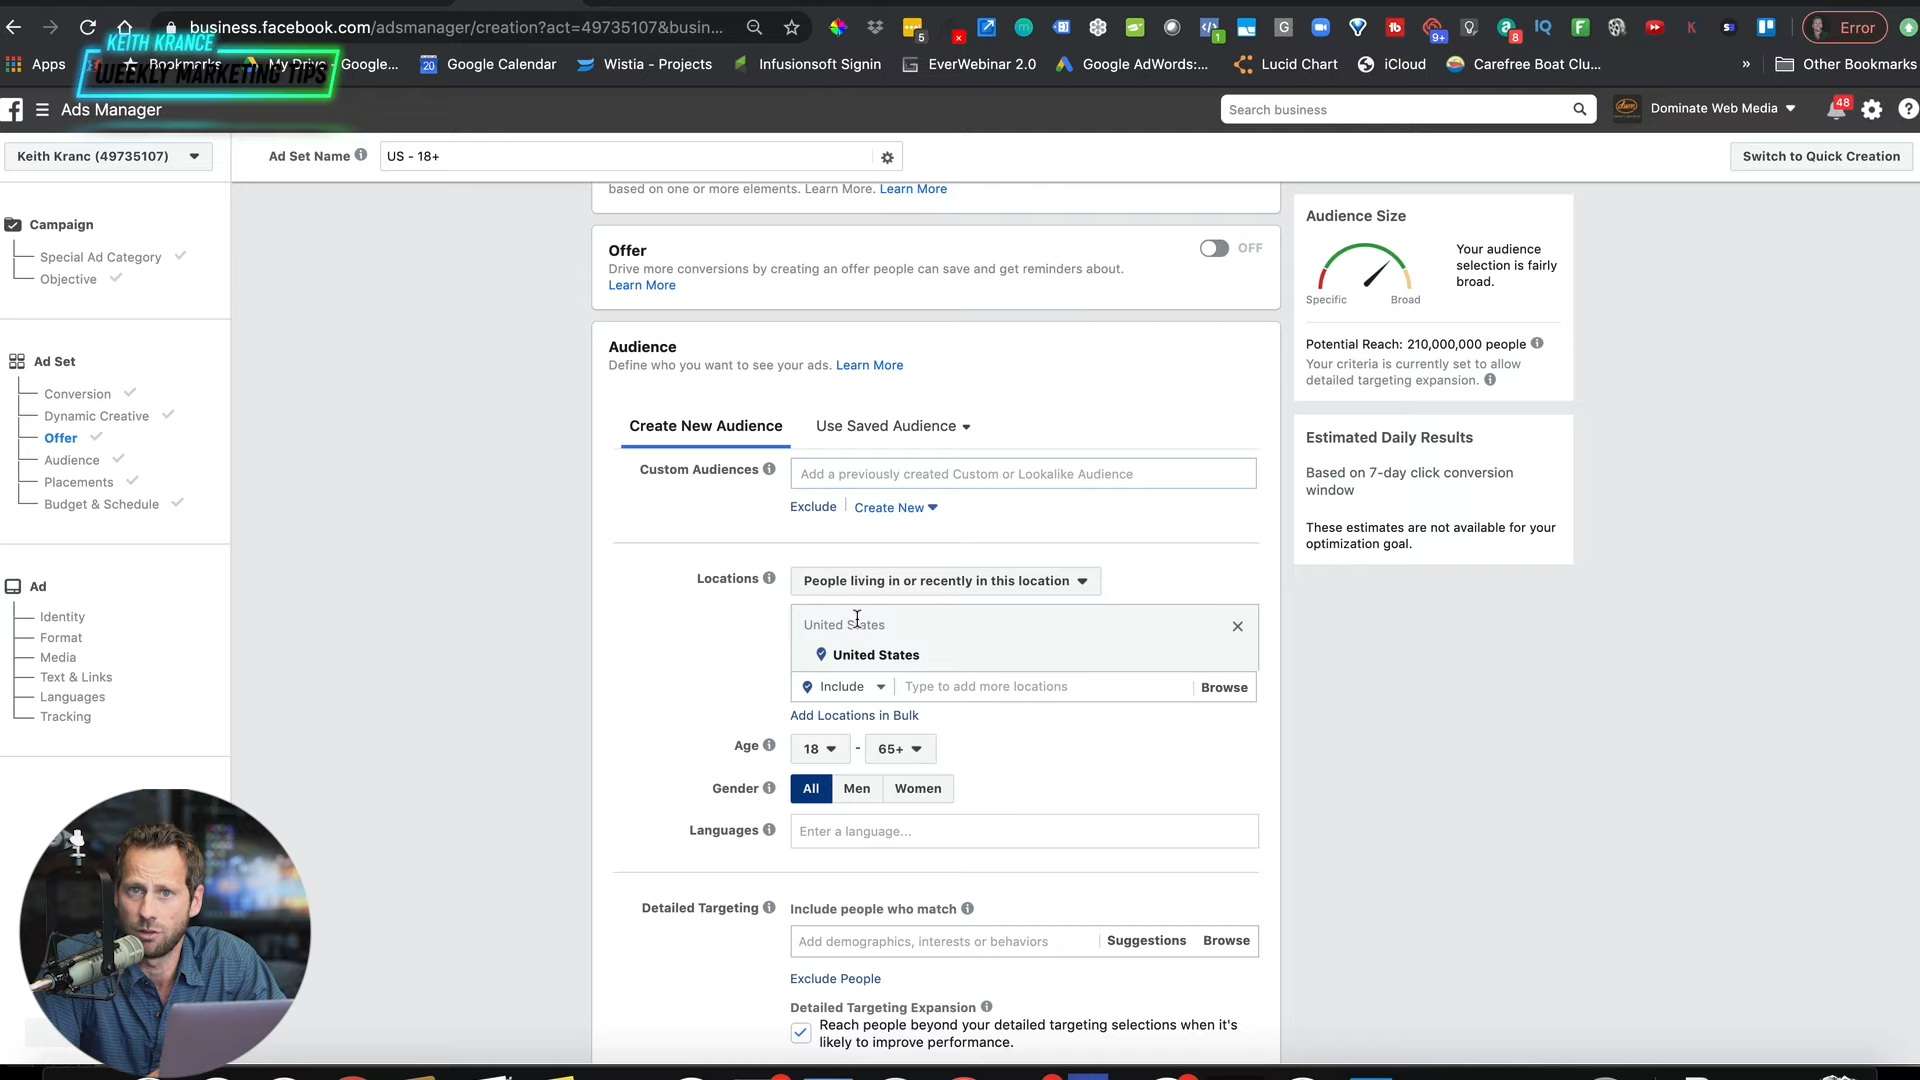 business.facebook.com/adsmanager/creation?act=49735107&busin...
5
1
9+
8
Error
Apps
Bookmarks
My Drive - Google...
20
Google Calendar
Wistia - Projects
Infusionsoft Signin
EverWebinar 2.0
Google AdWords:...
Lucid Chart
iCloud
Carefree Boat Clu...
»
Other Bookmarks
KEITH KRANCE
WEEKLY MARKETING TIPS
Ads Manager
Search business
Dominate Web Media
48
Keith Kranc (49735107)
Ad Set Name
US - 18+
Switch to Quick Creation
Campaign
Special Ad Category
Objective
Ad Set
Conversion
Dynamic Creative
Offer
Audience
Placements
Budget & Schedule
Ad
Identity
Format
Media
Text & Links
Languages
Tracking
based on one or more elements. Learn More. Learn More
Offer
OFF
Drive more conversions by creating an offer people can save and get reminders about.
Learn More
Audience
Define who you want to see your ads. Learn More
Create New Audience
Use Saved Audience
Custom Audiences
Add a previously created Custom or Lookalike Audience
Exclude
Create New
Locations
People living in or recently in this location
United States
United States
Include
Type to add more locations
Browse
Add Locations in Bulk
Age
18
-
65+
Gender
All
Men
Women
Languages
Enter a language...
Detailed Targeting
Include people who match
Add demographics, interests or behaviors
Suggestions
Browse
Exclude People
Detailed Targeting Expansion
Reach people beyond your detailed targeting selections when it's
likely to improve performance.
Audience Size
Your audience
selection is fairly
broad.
Specific
Broad
Potential Reach: 210,000,000 people
Your criteria is currently set to allow
detailed targeting expansion.
Estimated Daily Results
Based on 7-day click conversion
window
These estimates are not available for your
optimization goal.